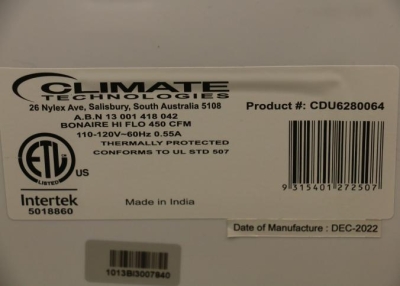 CLIMATE
TECHNOLOGIES
26 Nylex Ave, Salisbury, South Australia 5108
A.B.N 13 001 418 042
BONAIRE HI FLO 450 CFM
110-120V~60Hz 0.55A
THERMALLY PROTECTED
CONFORMS TO UL STD 507
Product #: CDU6280064
ETL
LISTED
US
Intertek
5018860
Made in India
9 315401 272507
Date of Manufacture : DEC-2022
1013BI3007840